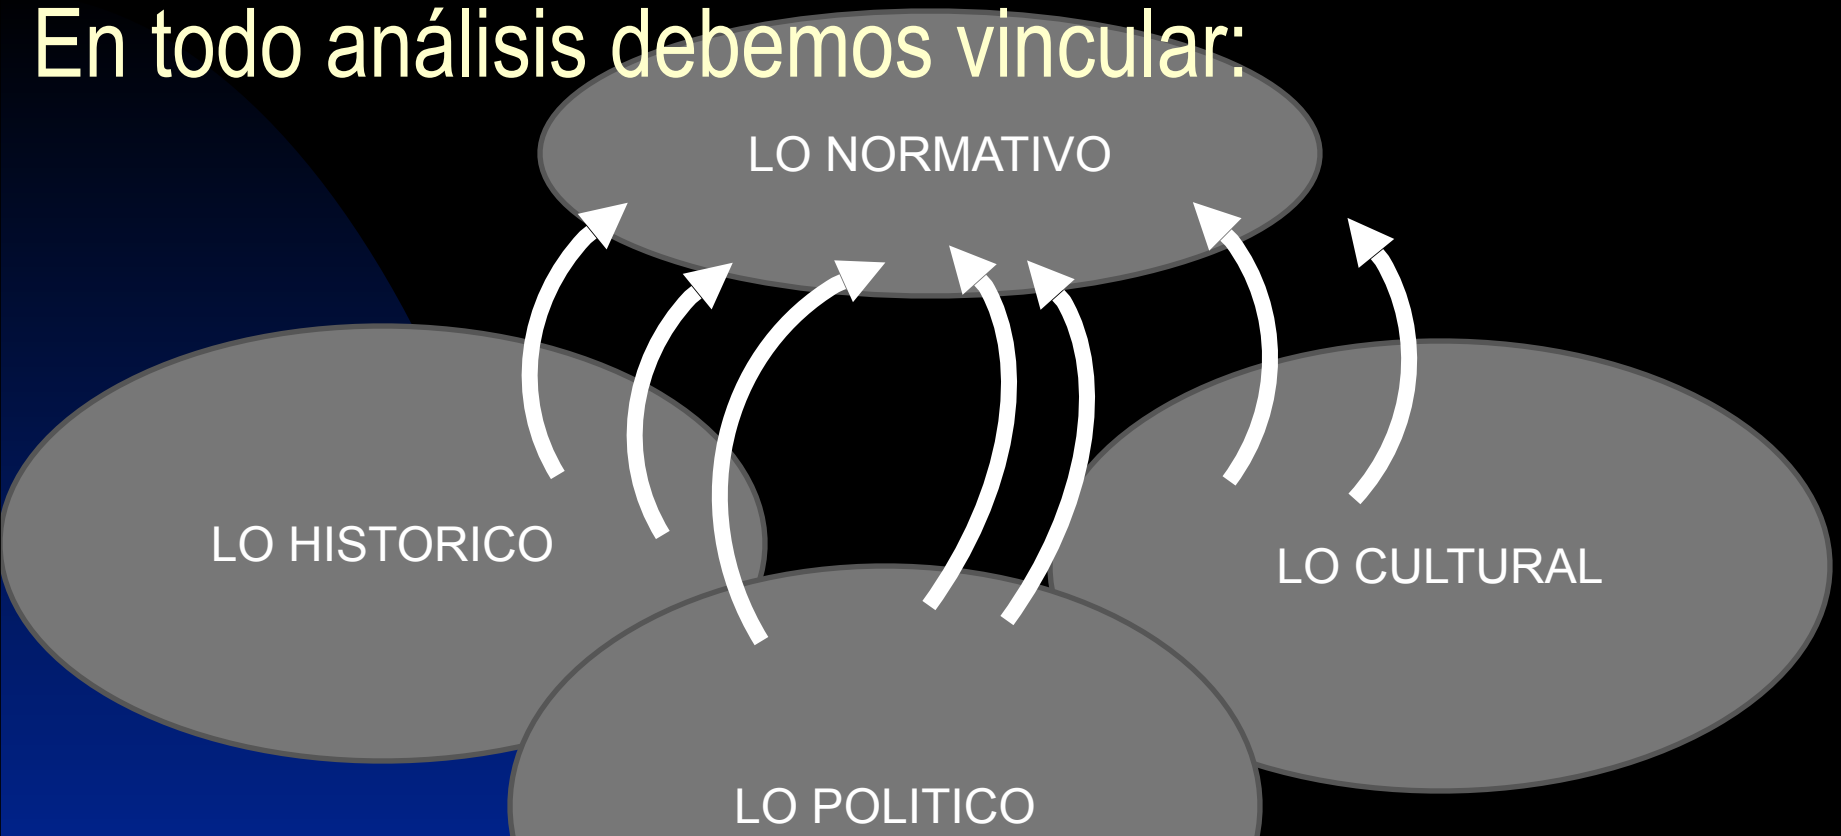 En todo análisis debemos vincular:
LO NORMATIVO
LO HISTORICO
LO CULTURAL
LO POLITICO